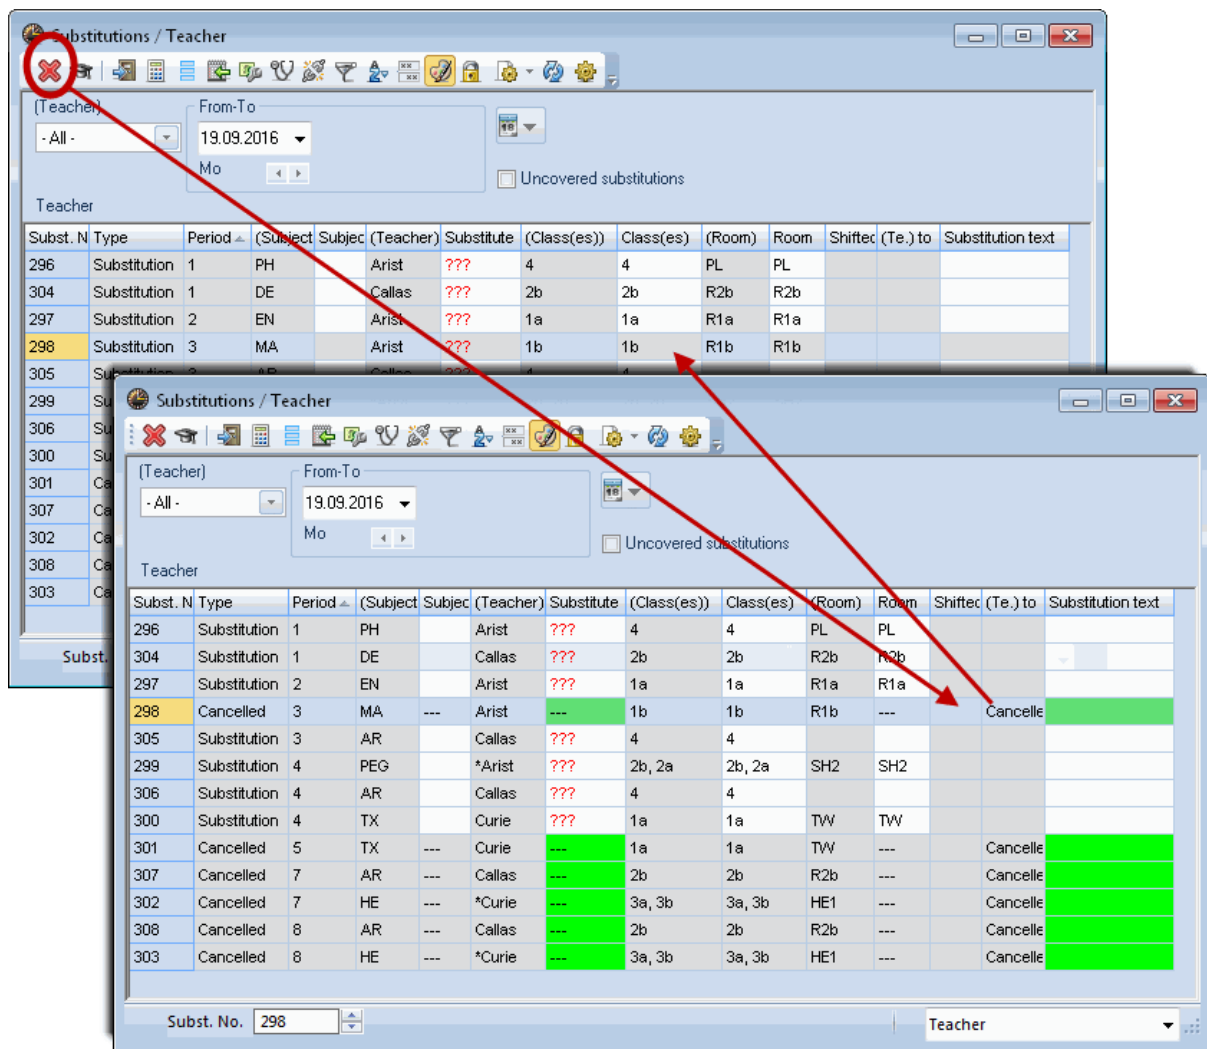 Substitutions / Teacher
(Teacher) From-To
- All - 19.09.2016 18
Mo
Uncovered substitutions
Teacher
Subst. N Type Period (Subject Subjec (Teacher) Substitute (Class(es)) Class(es) (Room) Room Shiftec (Te.) to Substitution text
296 Substitution 1 PH Arist ??? 4 4 PL PL
304 Substitution 1 DE Callas ??? 2b 2b R2b R2b
297 Substitution 2 EN Arist ??? 1a 1a R1a R1a
298 Substitution 3 MA Arist ??? 1b 1b R1b R1b
305
299 Su
306 Su
300 Su
301 Ca
307 Ca
302 Ca
308 Ca
303 Ca
Subst.
Substitutions / Teacher
(Teacher) From-To
- All - 19.09.2016 18
Mo
Uncovered substitutions
Teacher
Subst. N Type Period (Subject Subjec (Teacher) Substitute (Class(es)) Class(es) (Room) Room Shiftec (Te.) to Substitution text
296 Substitution 1 PH Arist ??? 4 4 PL PL
304 Substitution 1 DE Callas ??? 2b 2b R2b R2b
297 Substitution 2 EN Arist ??? 1a 1a R1a R1a
298 Cancelled 3 MA --- Arist --- 1b 1b R1b --- Cancelle
305 Substitution 3 AR Callas ??? 4 4
299 Substitution 4 PEG *Arist ??? 2b, 2a 2b, 2a SH2 SH2
306 Substitution 4 AR Callas ??? 4 4
300 Substitution 4 TX Curie ??? 1a 1a TW TW
301 Cancelled 5 TX --- Curie --- 1a 1a TW --- Cancelle
307 Cancelled 7 AR --- Callas --- 2b 2b R2b --- Cancelle
302 Cancelled 7 HE --- *Curie --- 3a, 3b 3a, 3b HE1 --- Cancelle
308 Cancelled 8 AR --- Callas --- 2b 2b R2b --- Cancelle
303 Cancelled 8 HE --- *Curie --- 3a, 3b 3a, 3b HE1 --- Cancelle
Subst. No. 298 Teacher